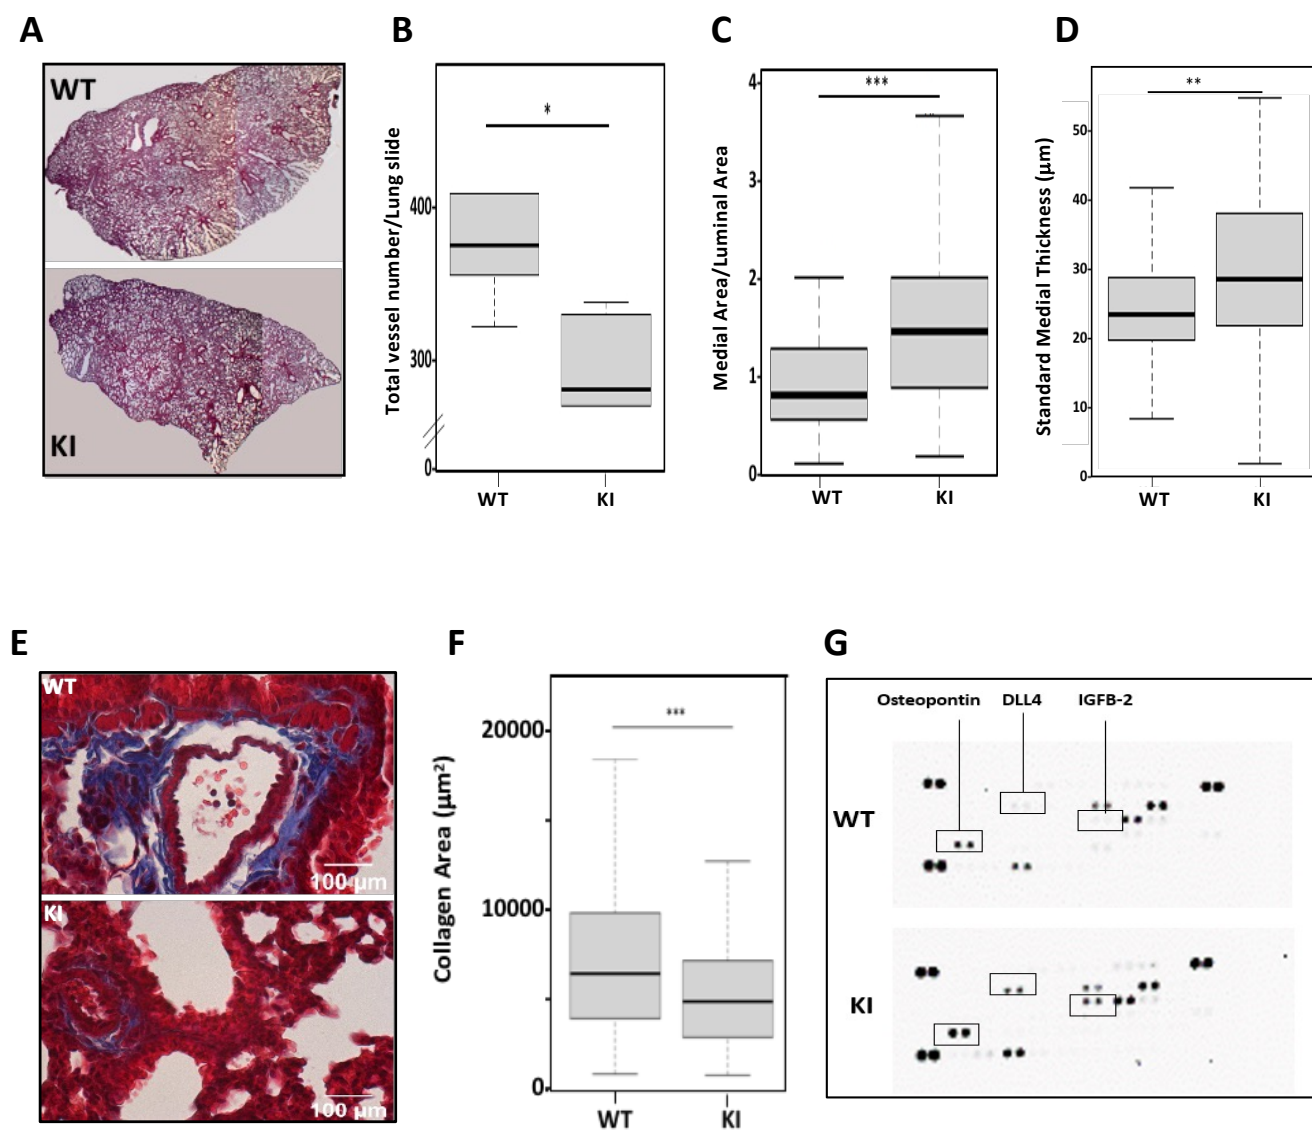 A
B
C
D
WT
KI
Total vessel number/Lung slide
400
300
0
*
WT
KI
Medial Area/Luminal Area
4
3
2
1
0
***
WT
KI
Standard Medial Thickness (µm)
50
40
30
20
10
0
**
WT
KI
E
F
G
WT
100 µm
KI
100 µm
Collagen Area (µm²)
20000
10000
0
***
WT
KI
Osteopontin DLL4 IGFB-2
WT
KI